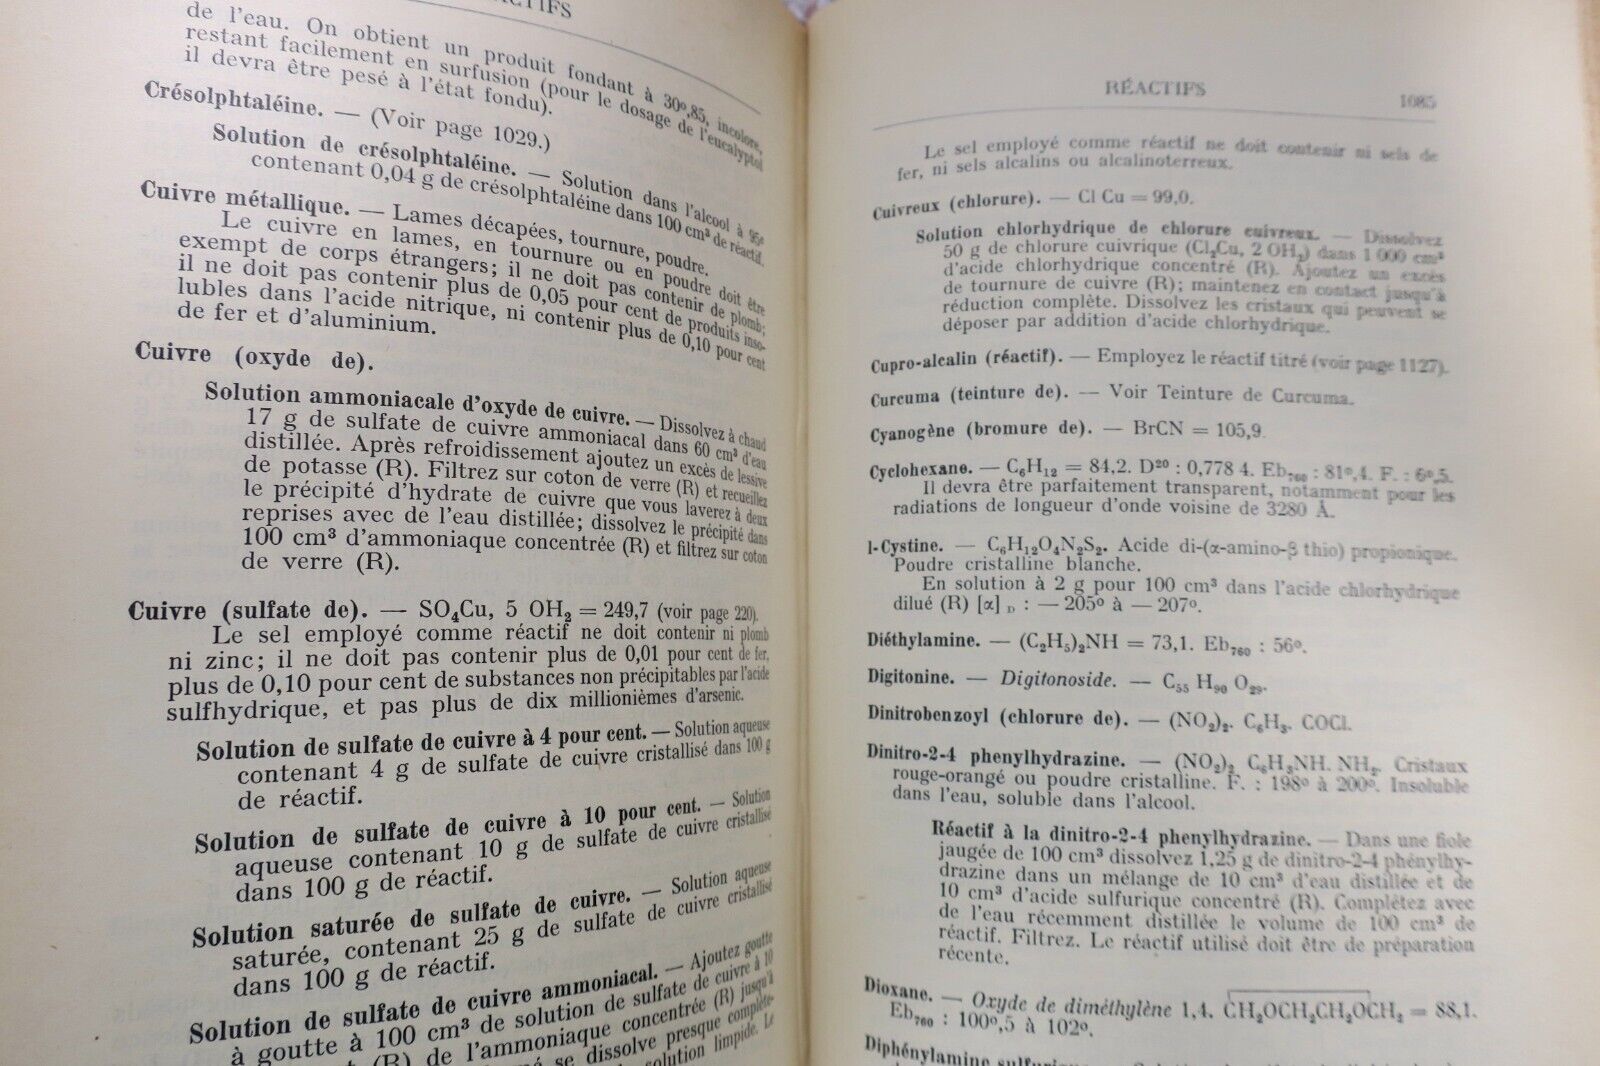 RÉACTIFS
de l'eau. On obtient un produit fondant à 30º,85, incolore,
restant facilement en surfusion (pour le dosage de l'eucalyptol
il devra être pesé à l'état fondu).
Crésolphtaléine. — (Voir page 1029.)
Solution de crésolphtaléine. — Solution dans l'alcool à 95º
contenant 0,04 g de crésolphtaléine dans 100 cm³ de réactif.
Cuivre métallique. — Lames décapées, tournure, poudre.
Le cuivre en lames, en tournure ou en poudre doit être
exempt de corps étrangers; il ne doit pas contenir de plomb;
il ne doit pas contenir plus de 0,05 pour cent de produits inso-
lubles dans l'acide nitrique, ni contenir plus de 0,10 pour cent
de fer et d'aluminium.
Cuivre (oxyde de).
Solution ammoniacale d'oxyde de cuivre. — Dissolvez à chaud
17 g de sulfate de cuivre ammoniacal dans 60 cm³ d'eau
distillée. Après refroidissement ajoutez un excès de lessive
de potasse (R). Filtrez sur coton de verre (R) et recueillez
le précipité d'hydrate de cuivre que vous laverez à deux
reprises avec de l'eau distillée; dissolvez le précipité dans
100 cm³ d'ammoniaque concentrée (R) et filtrez sur coton
de verre (R).
Cuivre (sulfate de). — SO₄Cu, 5 OH₂ = 249,7 (voir page 220).
Le sel employé comme réactif ne doit contenir ni plomb
ni zinc; il ne doit pas contenir plus de 0,01 pour cent de fer,
plus de 0,10 pour cent de substances non précipitables par l'acide
sulfhydrique, et pas plus de dix millionièmes d'arsenic.
Solution de sulfate de cuivre à 4 pour cent. — Solution aqueuse
contenant 4 g de sulfate de cuivre cristallisé dans 100 g
de réactif.
Solution de sulfate de cuivre à 10 pour cent. — Solution
aqueuse contenant 10 g de sulfate de cuivre cristallisé
dans 100 g de réactif.
Solution saturée de sulfate de cuivre. — Solution aqueuse
saturée, contenant 25 g de sulfate de cuivre cristallisé
dans 100 g de réactif.
Solution de sulfate de cuivre ammoniacal. — Ajoutez goutte
à goutte à 100 cm³ de solution de sulfate de cuivre à 10
(R) de l'ammoniaque concentrée (R) jusqu'à
se dissolve presque complète-
solution limpide. Le
RÉACTIFS 1085
Le sel employé comme réactif ne doit contenir ni sels de
fer, ni sels alcalins ou alcalinoterreux.
Cuivreux (chlorure). — Cl Cu = 99,0.
Solution chlorhydrique de chlorure cuivreux. — Dissolvez
50 g de chlorure cuivrique (Cl₂Cu, 2 OH₂) dans 1 000 cm³
d'acide chlorhydrique concentré (R). Ajoutez un excès
de tournure de cuivre (R); maintenez en contact jusqu'à
réduction complète. Dissolvez les cristaux qui peuvent se
déposer par addition d'acide chlorhydrique.
Cupro-alcalin (réactif). — Employez le réactif titré (voir page 1127).
Curcuma (teinture de). — Voir Teinture de Curcuma.
Cyanogène (bromure de). — BrCN = 105,9.
Cyclohexane. — C₆H₁₂ = 84,2. D²⁰ : 0,778 4. Eb₇₆₀ : 81º,4. F. : 6º,5.
Il devra être parfaitement transparent, notamment pour les
radiations de longueur d'onde voisine de 3280 Å.
l-Cystine. — C₆H₁₂O₄N₂S₂. Acide di-(α-amino-β thio) propionique.
Poudre cristalline blanche.
En solution à 2 g pour 100 cm³ dans l'acide chlorhydrique
dilué (R) [α] D : — 205º à — 207º.
Diéthylamine. — (C₂H₅)₂NH = 73,1. Eb₇₆₀ : 56º.
Digitonine. — Digitonoside. — C₅₅ H₉₀ O₂₉.
Dinitrobenzoyl (chlorure de). — (NO₂)₂. C₆H₃. COCl.
Dinitro-2-4 phenylhydrazine. — (NO₂)₂ C₆H₃NH. NH₂. Cristaux
rouge-orangé ou poudre cristalline. F. : 198º à 200º. Insoluble
dans l'eau, soluble dans l'alcool.
Réactif à la dinitro-2-4 phenylhydrazine. — Dans une fiole
jaugée de 100 cm³ dissolvez 1,25 g de dinitro-2-4 phénylhy-
drazine dans un mélange de 10 cm³ d'eau distillée et de
10 cm³ d'acide sulfurique concentré (R). Complétez avec
de l'eau récemment distillée le volume de 100 cm³ de
réactif. Filtrez. Le réactif utilisé doit être de préparation
récente.
Dioxane. — Oxyde de diméthylène 1,4. CH₂OCH₂CH₂OCH₂ = 88,1.
Eb₇₆₀ : 100º,5 à 102º.
Diphénylamine sulfurique.